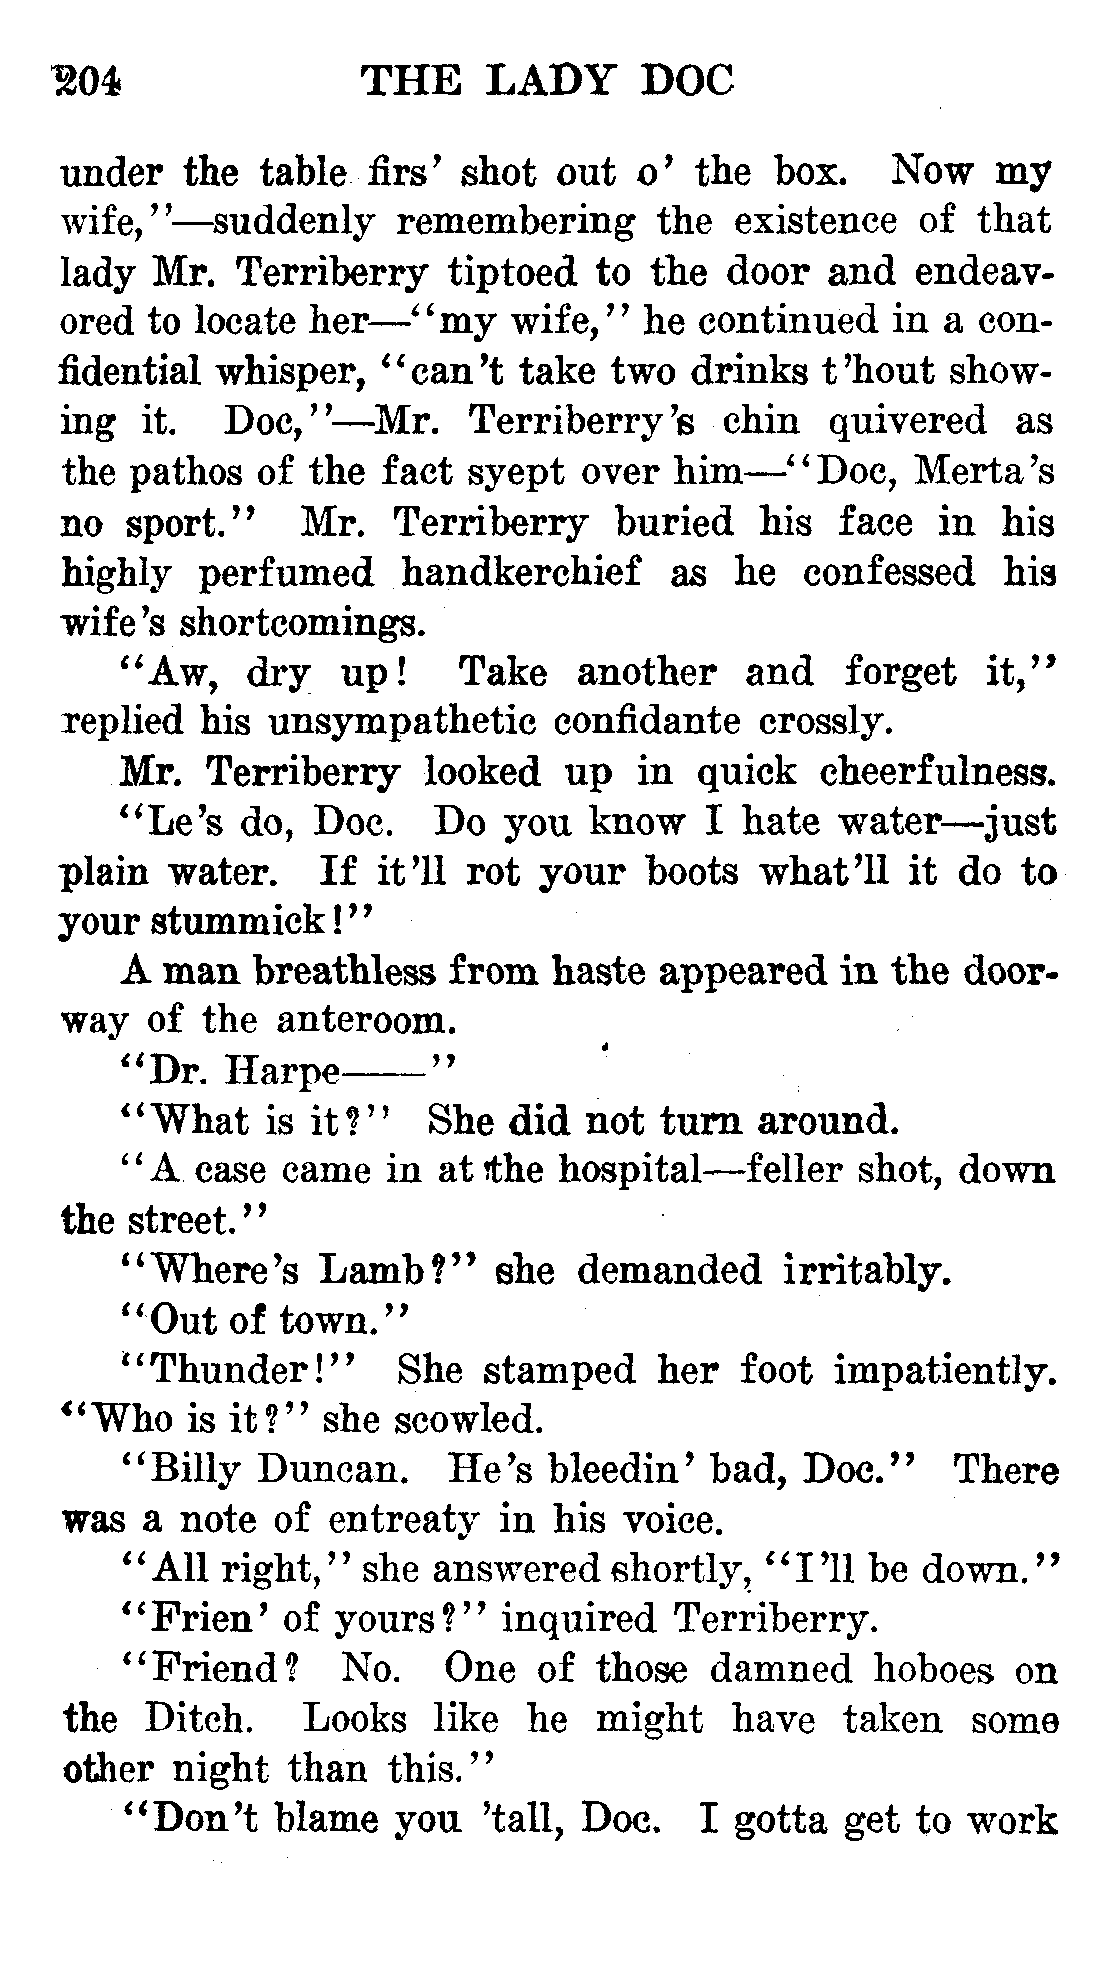 204 THE LADY DOC
under the table firs' shot out o' the box. Now my
wife,"—suddenly remembering the existence of that
lady Mr. Terriberry tiptoed to the door and endeav-
ored to locate her—"my wife," he continued in a con-
fidential whisper, "can't take two drinks t'hout show-
ing it. Doc,"—Mr. Terriberry's chin quivered as
the pathos of the fact syept over him—"Doc, Merta's
no sport." Mr. Terriberry buried his face in his
highly perfumed handkerchief as he confessed his
wife's shortcomings.
"Aw, dry up! Take another and forget it,"
replied his unsympathetic confidante crossly.
Mr. Terriberry looked up in quick cheerfulness.
"Le's do, Doc. Do you know I hate water—just
plain water. If it'll rot your boots what'll it do to
your stummick!"
A man breathless from haste appeared in the door-
way of the anteroom.
"Dr. Harpe——"
"What is it?" She did not turn around.
"A case came in at the hospital—feller shot, down
the street."
"Where's Lamb?" she demanded irritably.
"Out of town."
"Thunder!" She stamped her foot impatiently.
"Who is it?" she scowled.
"Billy Duncan. He's bleedin' bad, Doc." There
was a note of entreaty in his voice.
"All right," she answered shortly, "I'll be down."
"Frien' of yours?" inquired Terriberry.
"Friend? No. One of those damned hoboes on
the Ditch. Looks like he might have taken some
other night than this."
"Don't blame you 'tall, Doc. I gotta get to work